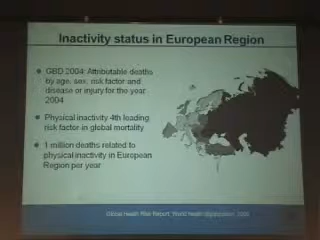 Inactivity status in European Region
GBD 2004: Attributable deaths
by age, sex, risk factor and
disease or injury for the year
2004
Physical inactivity 4th leading
risk factor in global mortality
1 million deaths related to
physical inactivity in European
Region per year
Global Health Risk Report, World Health Organization, 2009